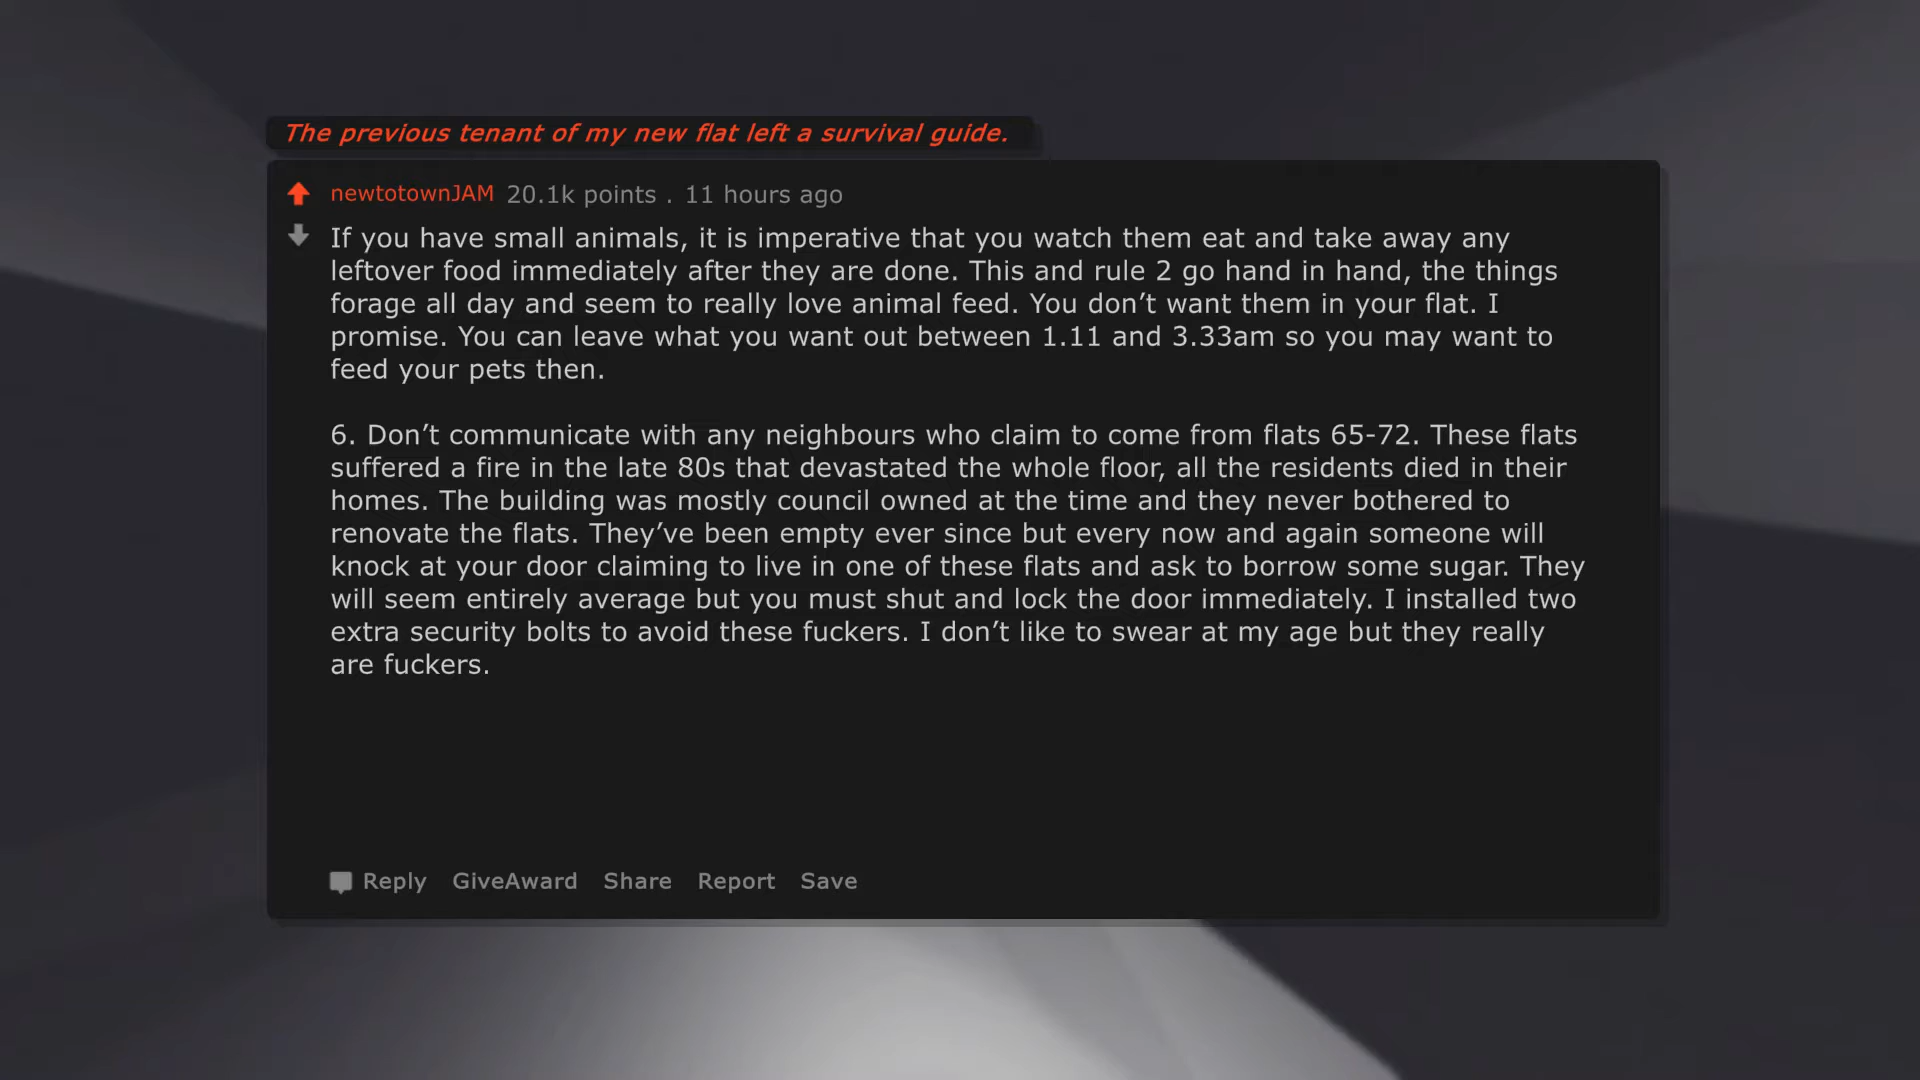 The previous tenant of my new flat left a survival guide.
newtotownJAM 20.1k points . 11 hours ago
If you have small animals, it is imperative that you watch them eat and take away any
leftover food immediately after they are done. This and rule 2 go hand in hand, the things
forage all day and seem to really love animal feed. You don’t want them in your flat. I
promise. You can leave what you want out between 1.11 and 3.33am so you may want to
feed your pets then.
6. Don’t communicate with any neighbours who claim to come from flats 65-72. These flats
suffered a fire in the late 80s that devastated the whole floor, all the residents died in their
homes. The building was mostly council owned at the time and they never bothered to
renovate the flats. They’ve been empty ever since but every now and again someone will
knock at your door claiming to live in one of these flats and ask to borrow some sugar. They
will seem entirely average but you must shut and lock the door immediately. I installed two
extra security bolts to avoid these fuckers. I don’t like to swear at my age but they really
are fuckers.
Reply GiveAward Share Report Save